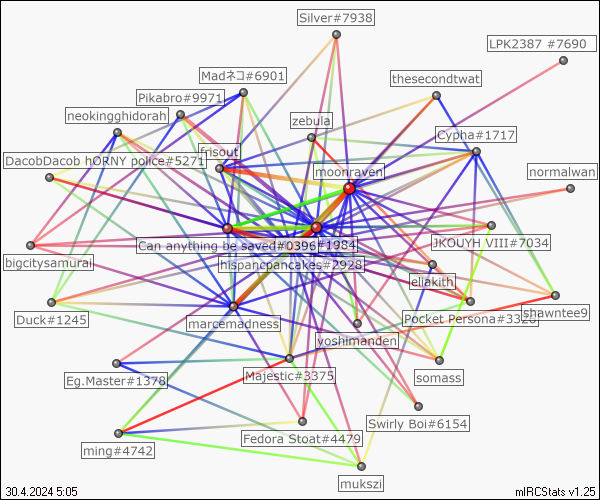 Silver#7938
LPK2387 #7690
Madネコ#6901
thesecondtwat
Pikabro#9971
neokingghidorah
zebula
Cypha#1717
frisout
DacobDacob hORNY police#5271
moonraven
normalwan
Can anything be saved#0396
#1984
JKOUYH VIII#7034
bigcitysamurai
hispancpancakes#2928
ellakith
Duck#1245
marcemadness
Pocket Persona#3328
shawntee9
yoshimanden
Eg.Master#1378
Majestic#3375
somass
Swirly Boi#6154
ming#4742
Fedora Stoat#4479
mukszi
30.4.2024 5:05
mIRCStats v1.25